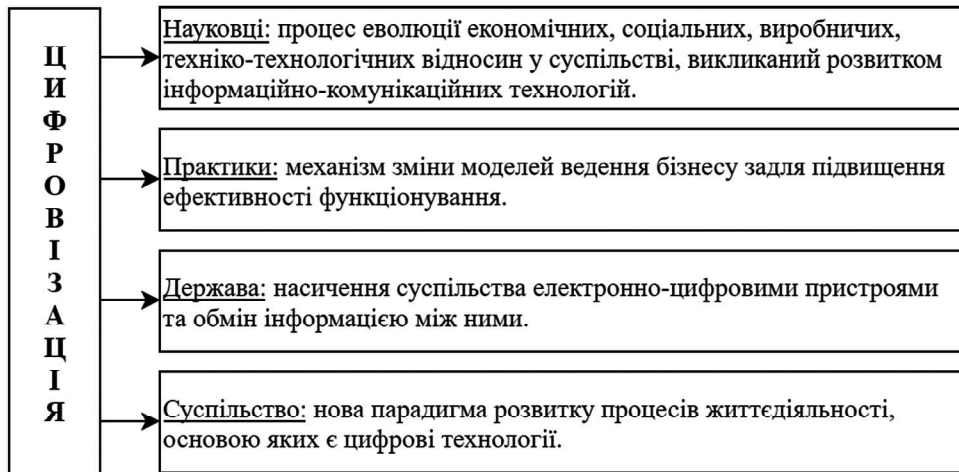 ЦИФРОВІЗАЦІЯ
Науковці: процес еволюції економічних, соціальних, виробничих,
техніко-технологічних відносин у суспільстві, викликаний розвитком
інформаційно-комунікаційних технологій.
Практики: механізм зміни моделей ведення бізнесу задля підвищення
ефективності функціонування.
Держава: насичення суспільства електронно-цифровими пристроями
та обмін інформацією між ними.
Суспільство: нова парадигма розвитку процесів життєдіяльності,
основою яких є цифрові технології.